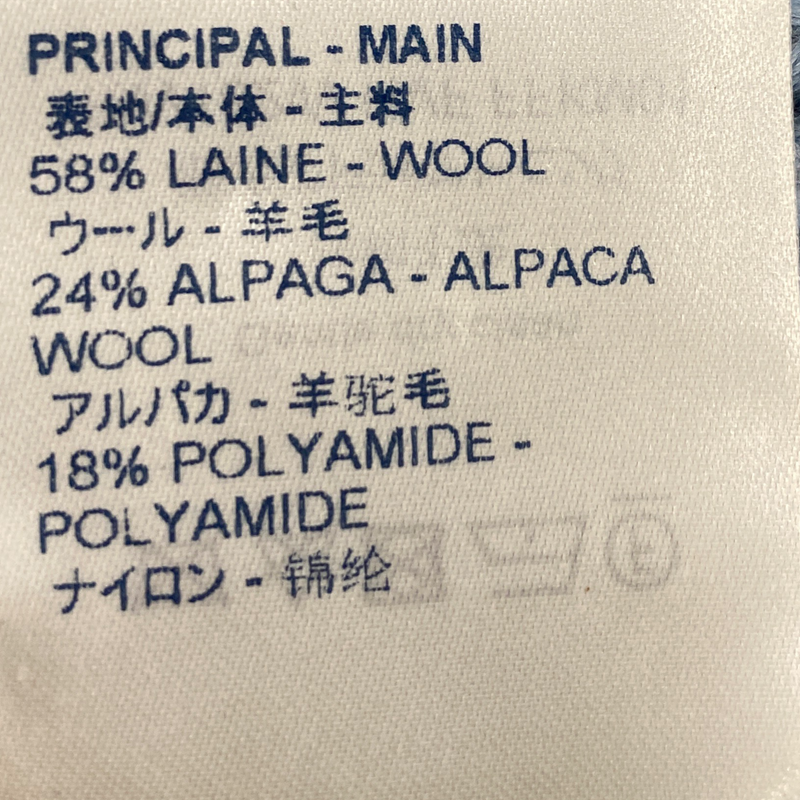 PRINCIPAL - MAIN
表地/本体 - 主料
58% LAINE - WOOL
ウール - 羊毛
24% ALPAGA - ALPACA
WOOL
アルパカ - 羊驼毛
18% POLYAMIDE -
POLYAMIDE
ナイロン - 锦纶